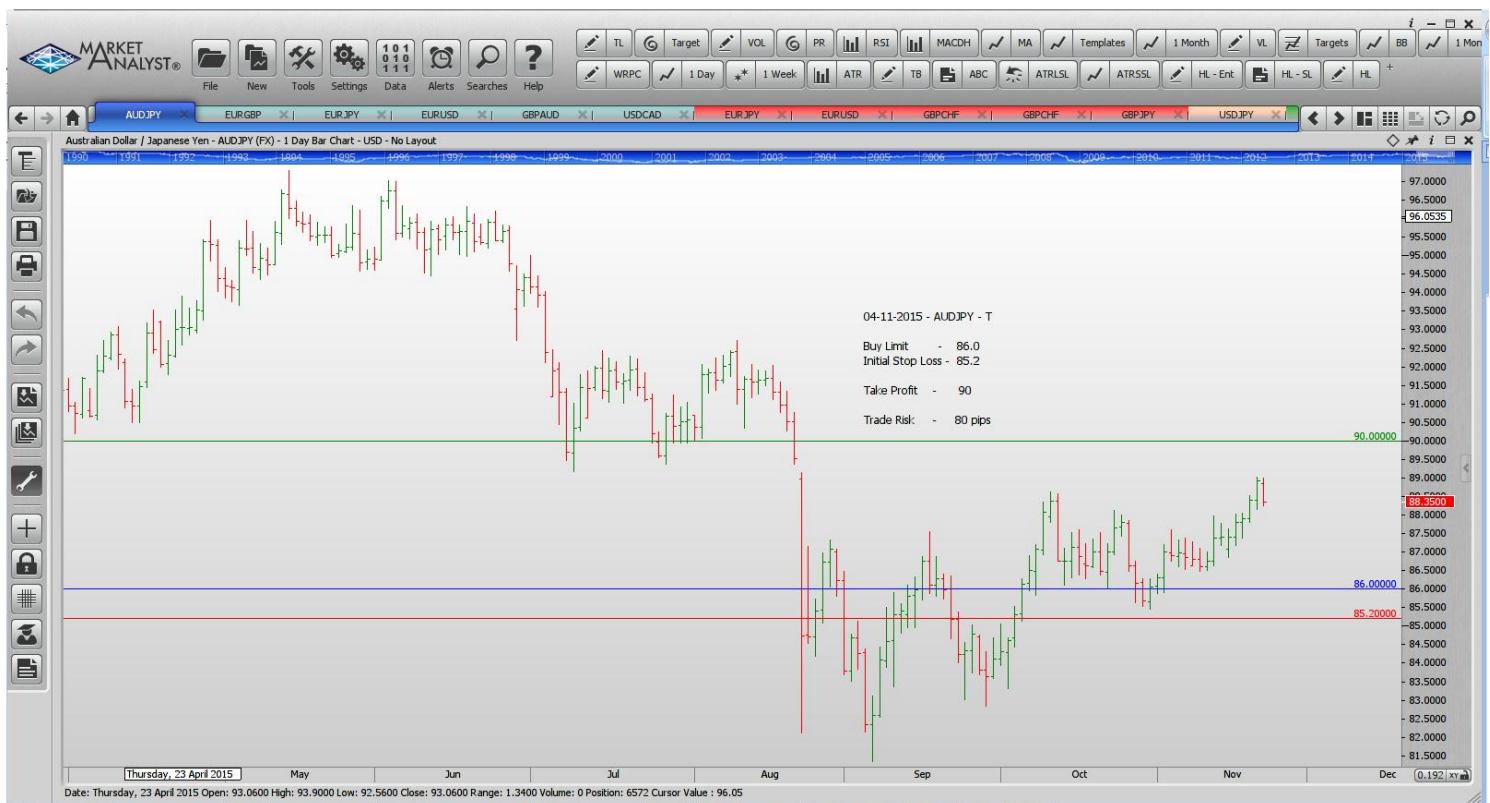 i
MARKET ANALYST®
File New Tools Settings Data Alerts Searches Help
TL Target VOL PR RSI MACDH MA Templates 1 Month VL Targets BB 1 Mon
WRPC 1 Day 1 Week ATR TB ABC ATRLSL ATRSSL HL - Ent HL - SL HL +
AUDJPY EURGBP EURJPY EURUSD GBPAUD USDCAD EURJPY EURUSD GBPCHF GBPCHF GBPJPY USDJPY
Australian Dollar / Japanese Yen - AUDJPY (FX) - 1 Day Bar Chart - USD - No Layout
1990 1991 1992 1993 1994 1995 1996 1997 1998 1999 2000 2001 2002 2003 2004 2005 2006 2007 2008 2009 2010 2011 2012 2013 2014 2015
97.0000
96.5000
96.0535
95.5000
95.0000
94.5000
94.0000
93.5000
04-11-2015 - AUDJPY - T
93.0000
Buy Limit - 86.0
92.5000
Initial Stop Loss - 85.2
92.0000
Take Profit - 90
91.5000
91.0000
Trade Risk - 80 pips
90.5000
90.00000
90.0000
89.5000
89.0000
88.3500
88.0000
87.5000
87.0000
86.5000
86.00000
86.0000
85.5000
85.20000
85.0000
84.5000
84.0000
83.5000
83.0000
82.5000
82.0000
81.5000
Thursday, 23 April 2015 May Jun Jul Aug Sep Oct Nov Dec 0.192 XY
Date: Thursday, 23 April 2015 Open: 93.0600 High: 93.9000 Low: 92.5600 Close: 93.0600 Range: 1.3400 Volume: 0 Position: 6572 Cursor Value : 96.05